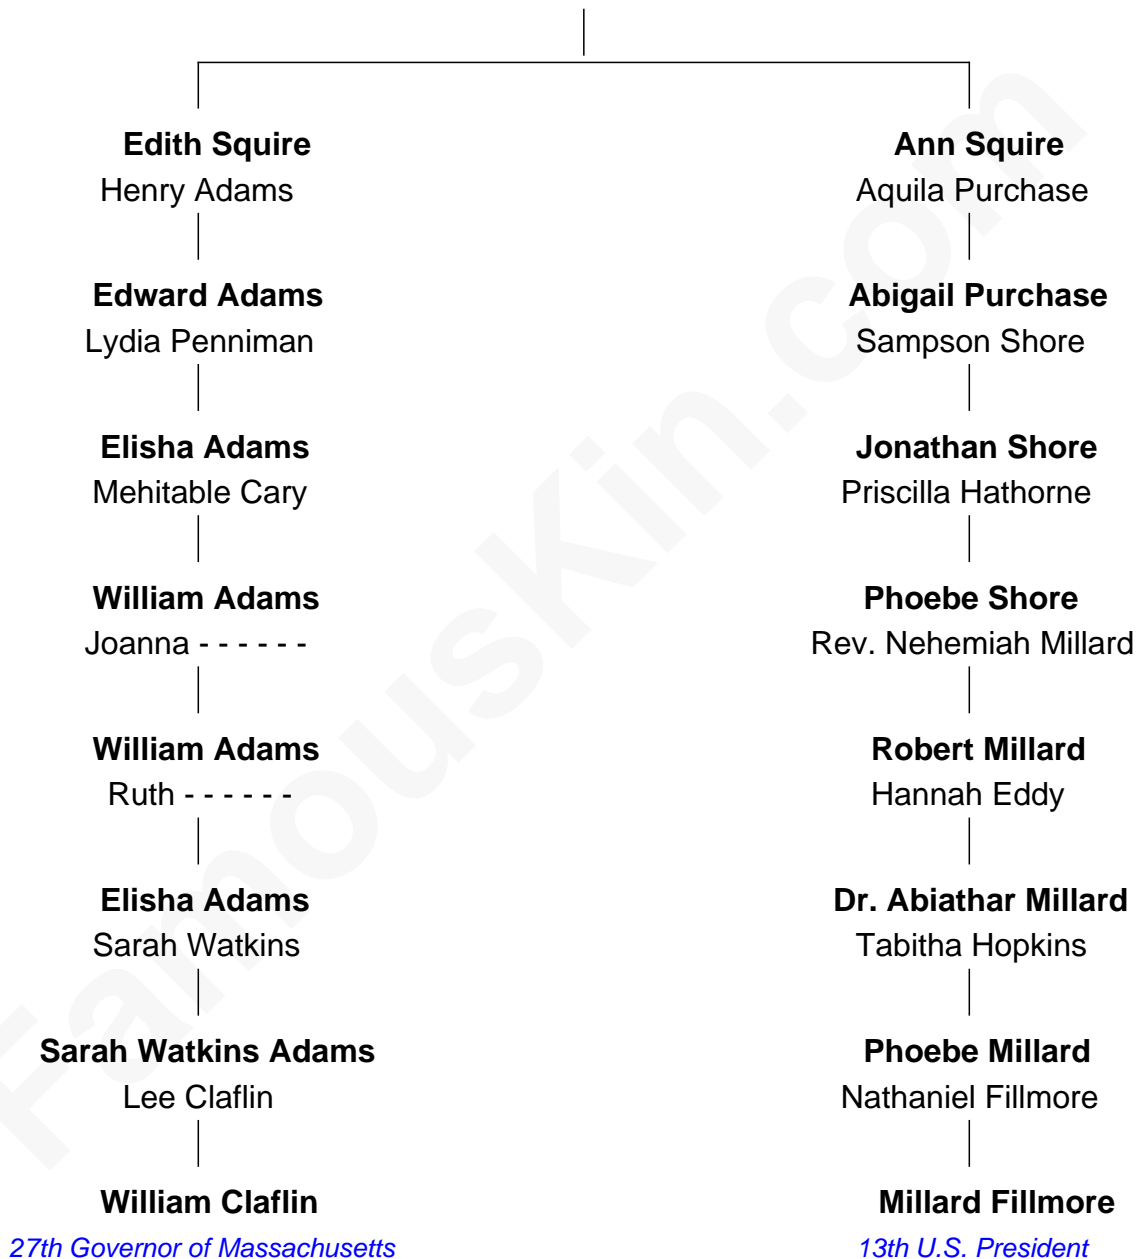 Edith Squire
Henry Adams
Ann Squire
Aquila Purchase
Edward Adams
Lydia Penniman
Abigail Purchase
Sampson Shore
Elisha Adams
Mehitable Cary
Jonathan Shore
Priscilla Hathorne
William Adams
Joanna - - - - - -
Phoebe Shore
Rev. Nehemiah Millard
William Adams
Ruth - - - - - -
Robert Millard
Hannah Eddy
Elisha Adams
Sarah Watkins
Dr. Abiathar Millard
Tabitha Hopkins
Sarah Watkins Adams
Lee Claflin
Phoebe Millard
Nathaniel Fillmore
William Claflin
27th Governor of Massachusetts
Millard Fillmore
13th U.S. President
FamousKin.com